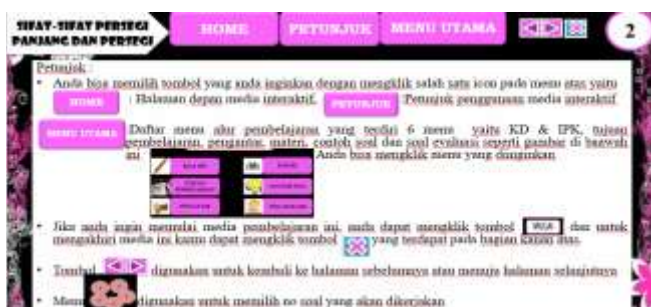 SIFAT-SIFAT PERSEGI
PANJANG DAN PERSEGI
HOME
PETUNJUK
MENU UTAMA
2
Petunjuk :
• Anda bisa memilih tombol yang anda inginkan dengan mengklik salah satu icon pada menu atas yaitu
HOME : Halaman depan media interaktif, PETUNJUK : Petunjuk penggunaan media interaktif
MENU UTAMA Daftar menu alur pembelajaran yang terdiri 6 menu yaitu KD & IPK, tujuan
pembelajaran, pengantar, materi, contoh soal dan soal evaluasi seperti gambar di bawah
ini Anda bisa mengklik menu yang diinginkan
• Jika anda ingin memulai media pembelajaran ini, anda dapat mengklik tombol MULAI dan untuk
mengakhiri media ini kamu dapat mengklik tombol yang terdapat pada bagian kanan atas.
• Tombol digunakan untuk kembali ke halaman sebelumnya atau menuju halaman selanjutnya
• Menu digunakan untuk memilih no soal yang akan dikerjakan